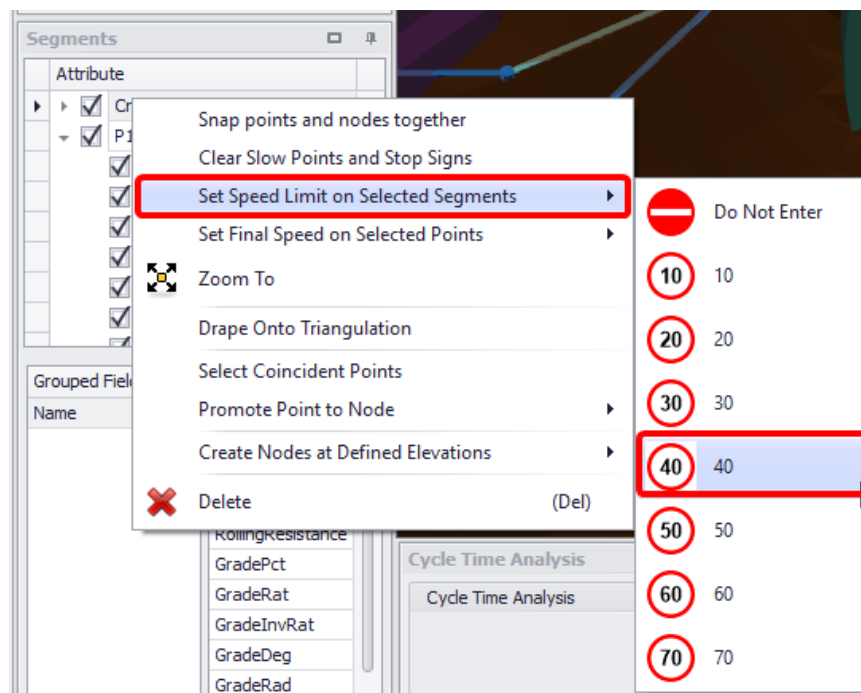 Segments
Attribute
Cr
P1
Snap points and nodes together
Clear Slow Points and Stop Signs
Set Speed Limit on Selected Segments
Set Final Speed on Selected Points
Zoom To
Drape Onto Triangulation
Select Coincident Points
Promote Point to Node
Create Nodes at Defined Elevations
Delete (Del)
Do Not Enter
10 10
20 20
30 30
40 40
50 50
60 60
70 70
Grouped Fiel
Name
RollingResistance
GradePct
GradeRat
GradeInvRat
GradeDeg
GradeRad
Cycle Time Analysis
Cycle Time Analysis